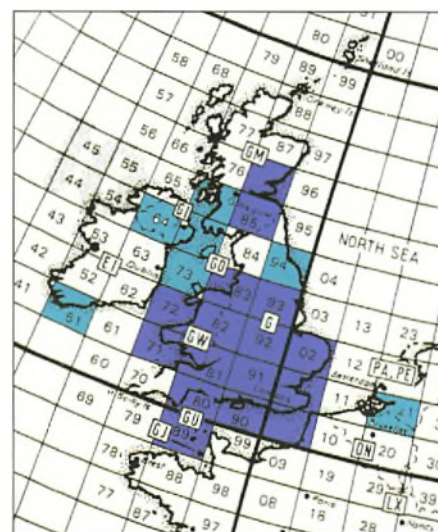 80 00
58 68 79 89 99
57 88
56 66 77 87 97
45 55 65 76 GM 96
44 54 64 GI 85 95
43 53 63 84 94 NORTH SEA
42 52 EI Dublin 73 GD 83 93 04
41 51 62 72 82 G 03 13 23
61 71 GW 92 02 12 PA,PE
60 70 81 91 11 21
69 79 80 GU 90 10 ON 20 30
78 Brest GJ 89 99 09 19 29 LX 39
77 87 88 98 08 18 Paris 28
97